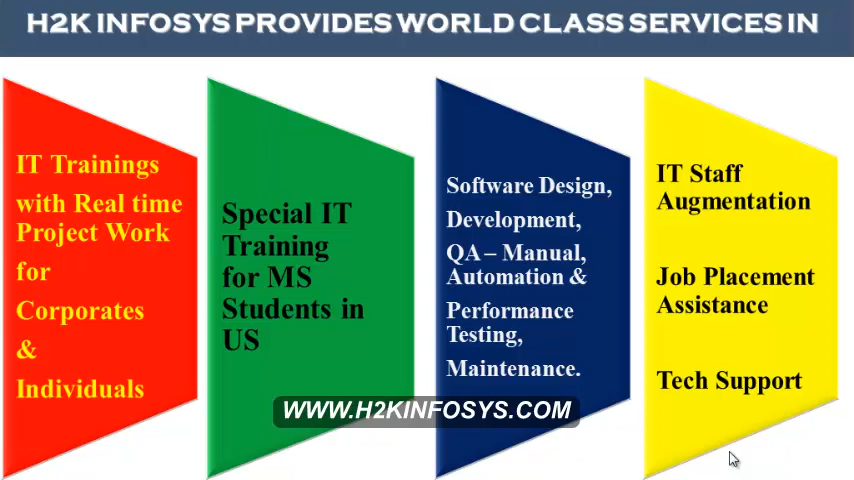 H2K INFOSYS PROVIDES WORLD CLASS SERVICES IN
IT Trainings
with Real time
Project Work
for
Corporates
&
Individuals
Special IT
Training
for MS
Students in
US
Software Design,
Development,
QA – Manual,
Automation &
Performance
Testing,
Maintenance.
IT Staff
Augmentation
Job Placement
Assistance
Tech Support
WWW.H2KINFOSYS.COM